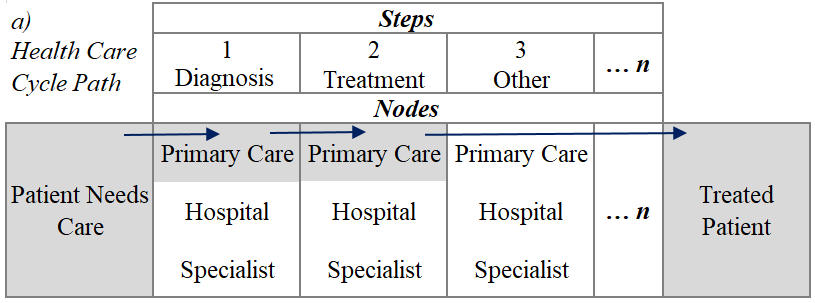 a)
Health Care
Cycle Path
Steps
1 2 3
Diagnosis Treatment Other … n
Nodes
Primary Care Primary Care Primary Care
Patient Needs
Care
Hospital Hospital Hospital … n
Treated
Patient
Specialist Specialist Specialist